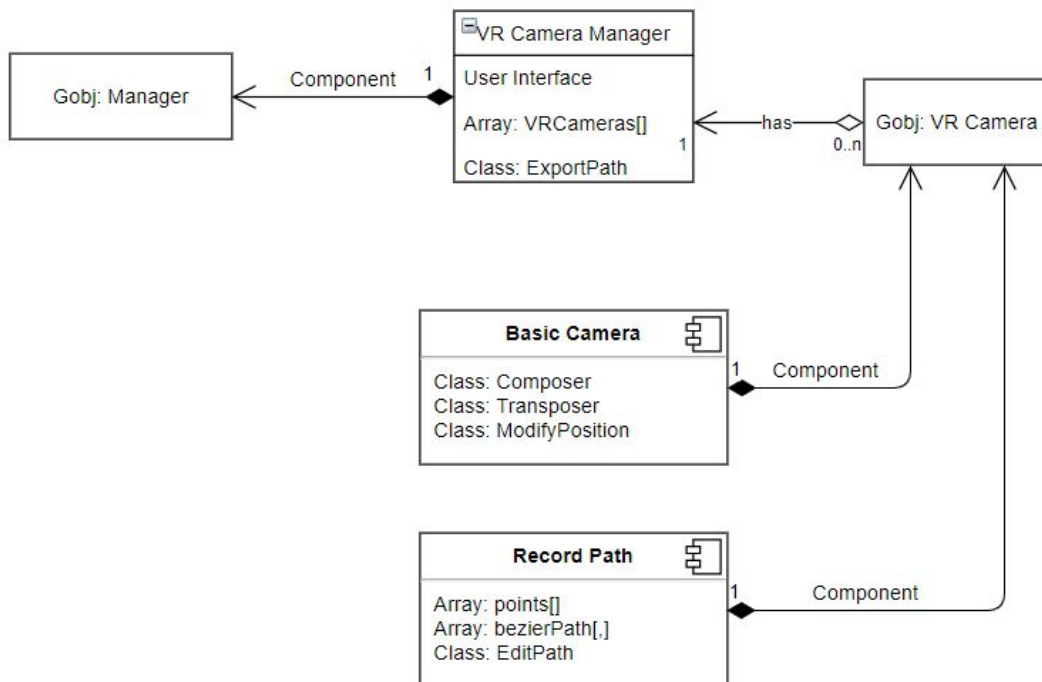 VR Camera Manager
User Interface
Array: VRCameras[]
1
Class: ExportPath
Gobj: Manager
Component
1
has
0..n
Gobj: VR Camera
Basic Camera
Class: Composer
Class: Transposer
Class: ModifyPosition
1
Component
Record Path
Array: points[]
Array: bezierPath[,]
Class: EditPath
1
Component